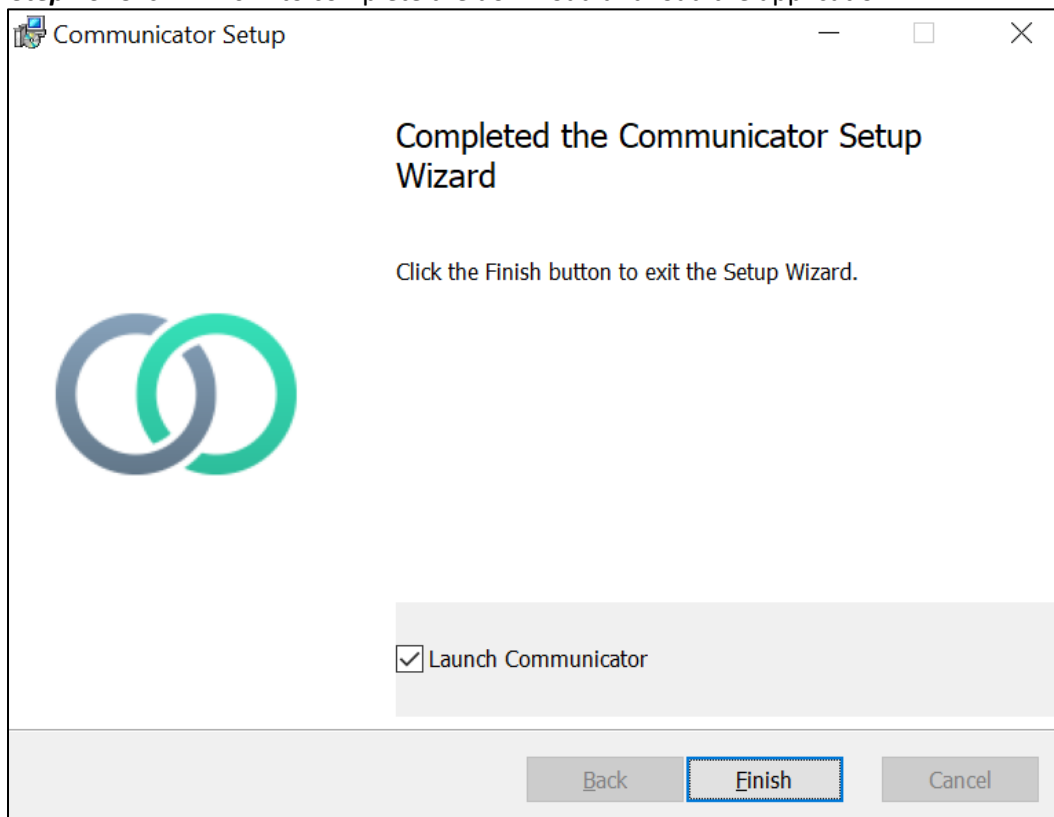 Communicator Setup
Completed the Communicator Setup
Wizard
Click the Finish button to exit the Setup Wizard.
Launch Communicator
Back Finish Cancel